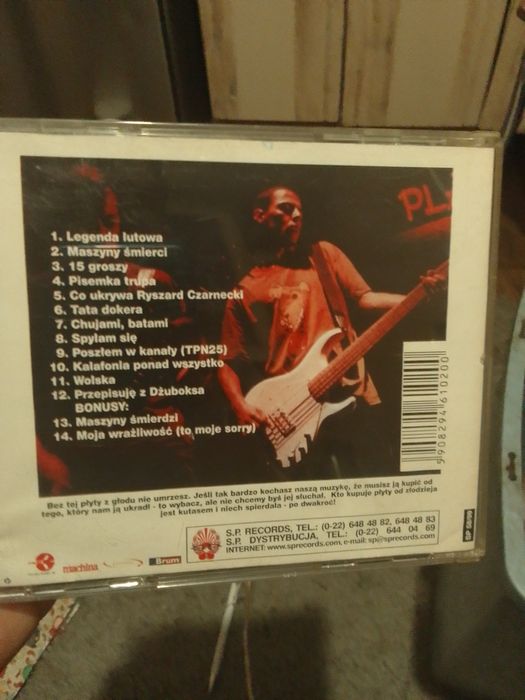 PL
1. Legenda lutowa
2. Maszyny śmierci
3. 15 groszy
4. Pisemka trupa
5. Co ukrywa Ryszard Czarnecki
6. Tata dokera
7. Chujami, batami
8. Spylam się
9. Poszłem w kanały (TPN25)
10. Kalafonia ponad wszystko
11. Wolska
12. Przepisuję z Dżuboksa
BONUSY:
13. Maszyny śmierdzi
14. Moja wrażliwość (to moje sorry)
5908294610200
Bez tej płyty z głodu nie umrzesz. Jeśli tak bardzo kochasz naszą muzykę, że musisz ją kupić od
tego, który nam ją ukradł - to wybacz, ale nie chcemy byś jej słuchał. Kto kupuje płyty od złodzieja
jest kutasem i niech spierdala - po dwakroć!
S.P. RECORDS, TEL.: (0-22) 648 48 82, 648 48 83
S.P. DYSTRYBUCJA, TEL.: (0-22) 644 04 69
INTERNET: www.sprecords.com, e-mail: sp@sprecords.com
machina
Brum